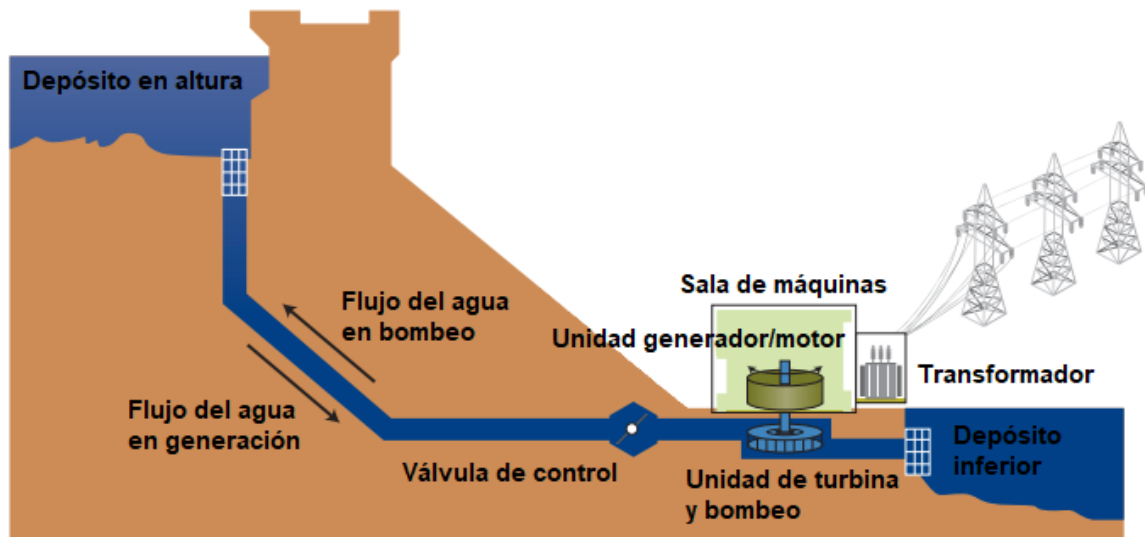 Depósito en altura
Flujo del agua
en bombeo
Flujo del agua
en generación
Válvula de control
Sala de máquinas
Unidad generador/motor
Transformador
Unidad de turbina
y bombeo
Depósito
inferior